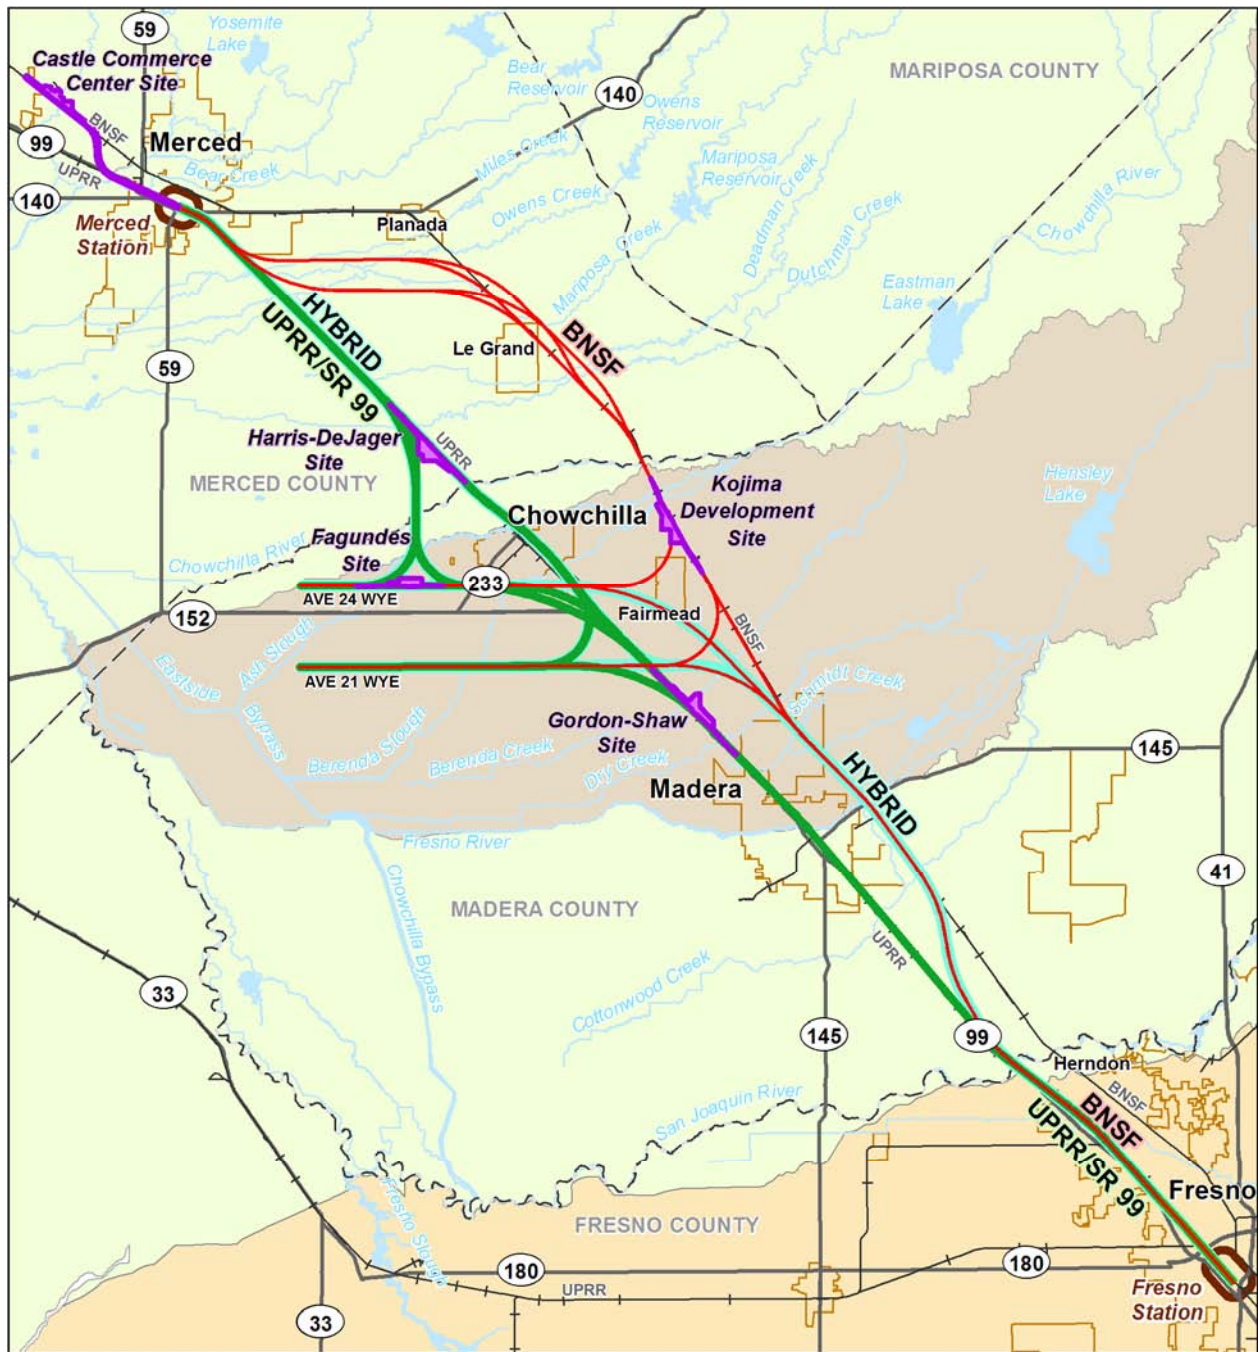 59
Yosemite
Lake
Castle Commerce
Center Site
Bear
Reservoir
MARIPOSA COUNTY
140
Owens
Reservoir
BNSF
99
Merced
UPRR
Bear Creek
Miles Creek
Mariposa
Reservoir
Deadman Creek
Chowchilla River
140
Owens Creek
Dutchman Creek
Merced
Station
Planada
Mariposa Creek
Eastman
Lake
HYBRID
UPRR/SR 99
BNSF
59
Le Grand
Harris-DeJager
Site
UPRR
MERCED COUNTY
Kojima
Development
Site
Hensley
Lake
Chowchilla
Fagundes
Site
Chowchilla River
233
AVE 24 WYE
152
Fairmead
BNSF
Ash Slough
Eastside
Bypass
AVE 21 WYE
Schmidt Creek
Gordon-Shaw
Site
Berenda Slough
Berenda Creek
Dry Creek
145
HYBRID
Madera
Fresno River
Chowchilla Bypass
41
MADERA COUNTY
UPRR
Cottonwood Creek
33
145
99
Herndon
BNSF
San Joaquin River
BNSF
UPRR/SR 99
Fresno Slough
Fresno
FRESNO COUNTY
180
180
UPRR
Fresno
Station
33